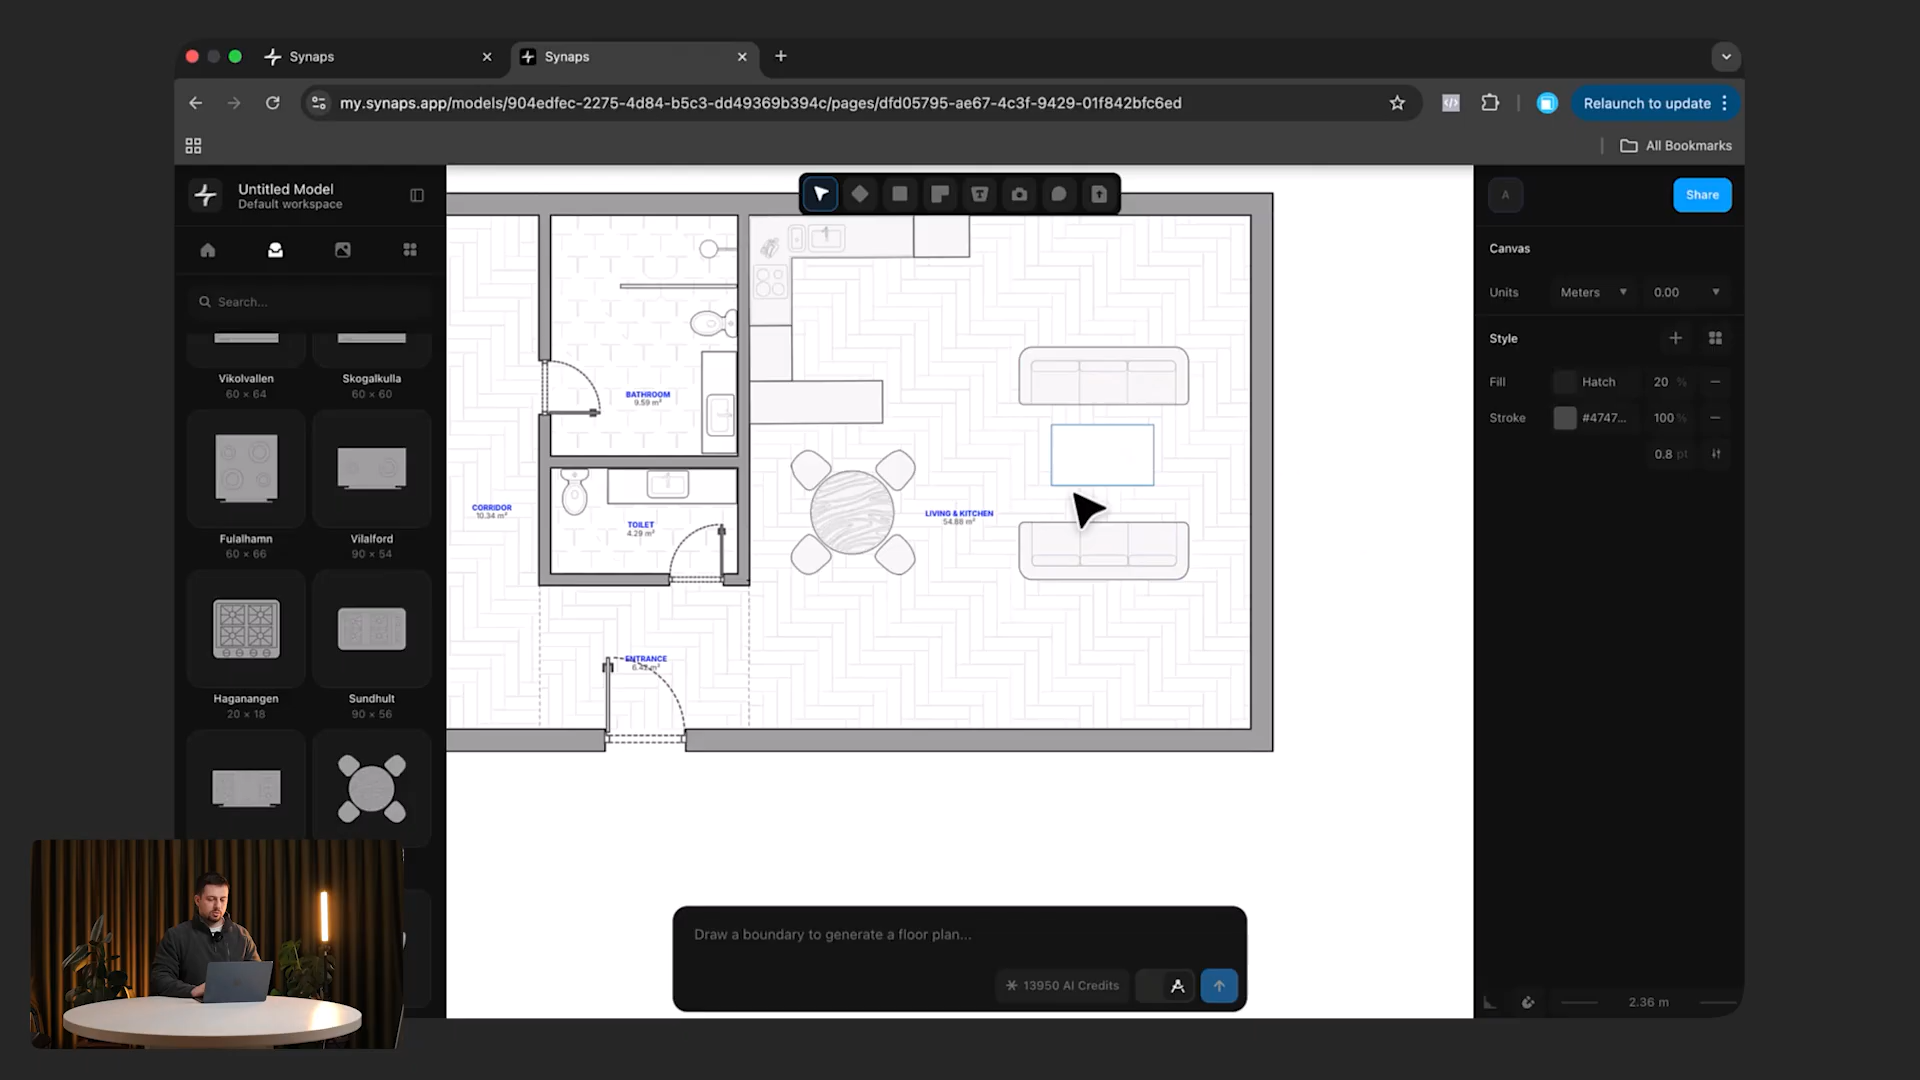 Synaps
Synaps
my.synaps.app/models/904edfec-2275-4d84-b5c3-dd49369b394c/pages/dfd05795-ae67-4c3f-9429-01f842bfc6ed
Relaunch to update
All Bookmarks
Untitled Model
Default workspace
Search...
Vikolvallen
60 × 64
Skogalkulla
60 × 60
Fulalhamn
60 × 66
Vilalford
90 × 54
Haganangen
20 × 18
Sundhult
90 × 56
BATHROOM
9.59 m²
CORRIDOR
10.34 m²
TOILET
4.29 m²
LIVING & KITCHEN
54.88 m²
ENTRANCE
A
Share
Canvas
Units
Meters
0.00
Style
Fill
Hatch
20 %
Stroke
#4747...
100 %
0.8 pt
Draw a boundary to generate a floor plan...
13950 AI Credits
2.36 m